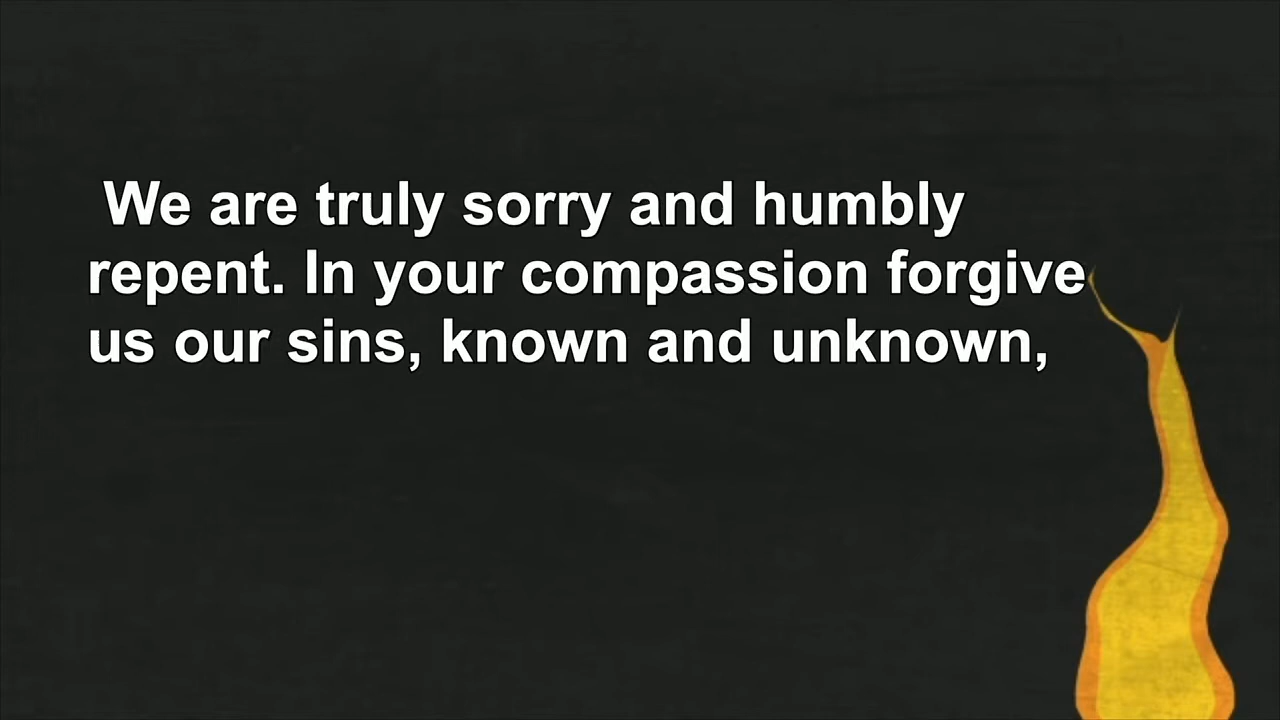 We are truly sorry and humbly
repent. In your compassion forgive
us our sins, known and unknown,